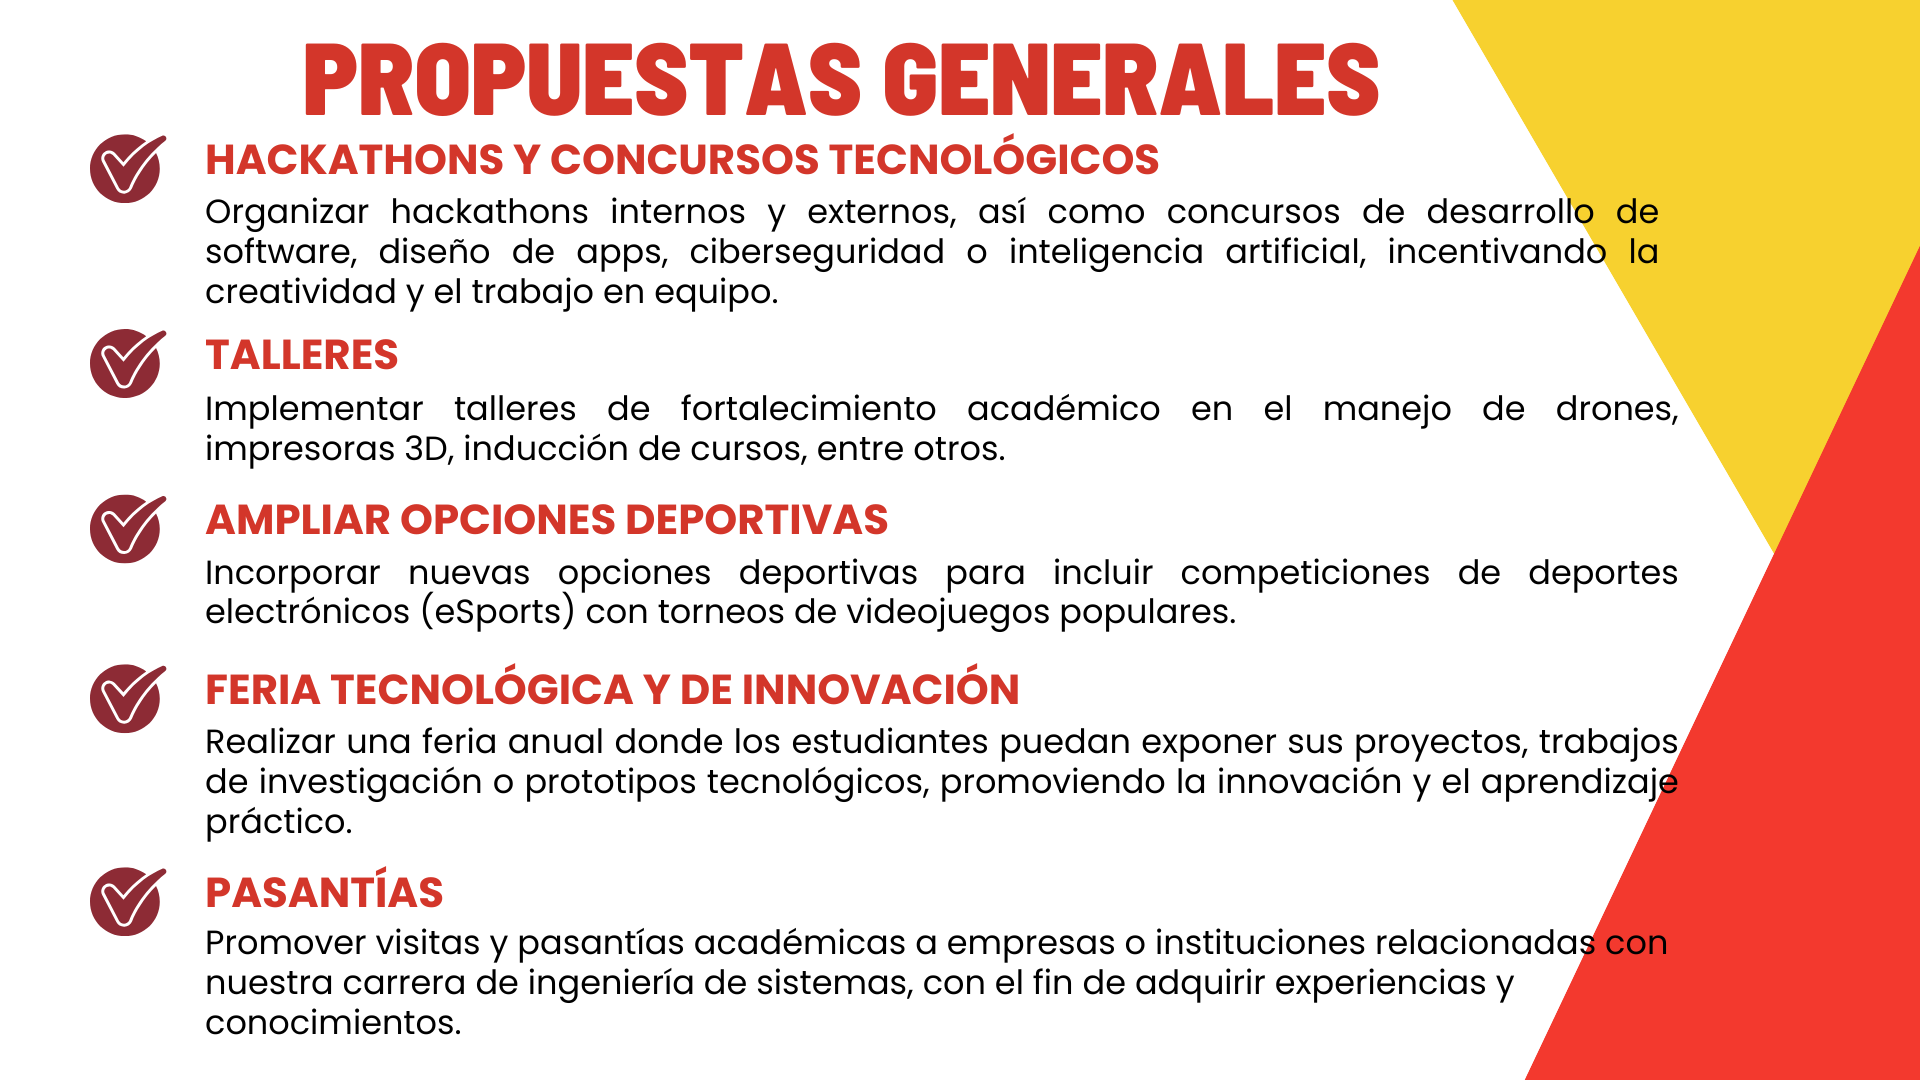 PROPUESTAS GENERALES
HACKATHONS Y CONCURSOS TECNOLÓGICOS
Organizar hackathons internos y externos, así como concursos de desarrollo de
software, diseño de apps, ciberseguridad o inteligencia artificial, incentivando la
creatividad y el trabajo en equipo.
TALLERES
Implementar talleres de fortalecimiento académico en el manejo de drones,
impresoras 3D, inducción de cursos, entre otros.
AMPLIAR OPCIONES DEPORTIVAS
Incorporar nuevas opciones deportivas para incluir competiciones de deportes
electrónicos (eSports) con torneos de videojuegos populares.
FERIA TECNOLÓGICA Y DE INNOVACIÓN
Realizar una feria anual donde los estudiantes puedan exponer sus proyectos, trabajos
de investigación o prototipos tecnológicos, promoviendo la innovación y el aprendizaje
práctico.
PASANTÍAS
Promover visitas y pasantías académicas a empresas o instituciones relacionadas con
nuestra carrera de ingeniería de sistemas, con el fin de adquirir experiencias y
conocimientos.